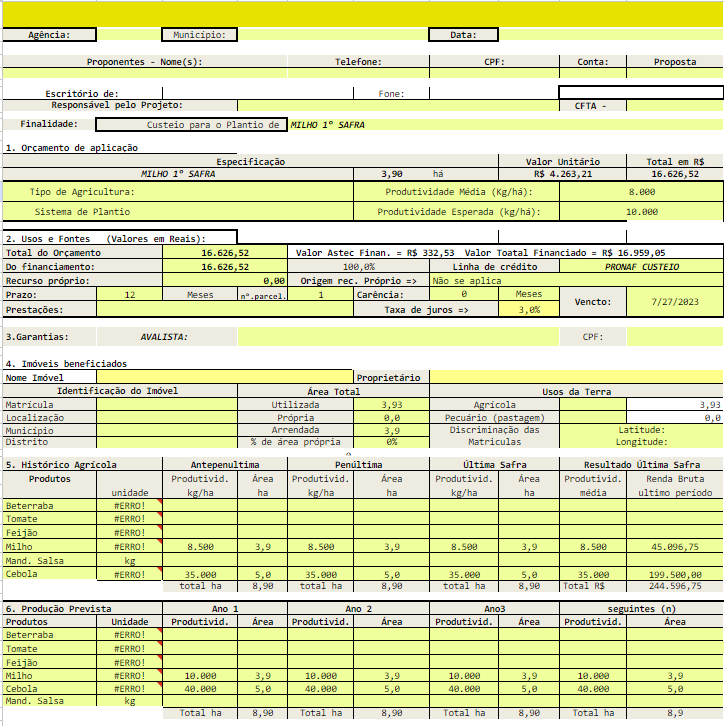 Agência: Município: Data:
Proponentes - Nome(s): Telefone: CPF: Conta: Proposta
Escritório de: Fone:
Responsável pelo Projeto: CFTA -
Finalidade: Custeio para o Plantio de MILHO 1º SAFRA
1. Orçamento de aplicação
Especificação Valor Unitário Total em R$
MILHO 1º SAFRA 3,90 há R$ 4.263,21 16.626,52
Tipo de Agricultura: Produtividade Média (Kg/há): 8.000
Sistema de Plantio Produtividade Esperada (kg/há): 10.000
2. Usos e Fontes (Valores em Reais):
Total do Orçamento 16.626,52 Valor Astec Finan. = R$ 332,53 Valor Toatal Financiado = R$ 16.959,05
Do financiamento: 16.626,52 100,0% Linha de crédito PRONAF CUSTEIO
Recurso próprio: 0,00 Origem rec. Próprio => Não se aplica
Prazo: 12 Meses nº.parcel. 1 Carência: 0 Meses Vencto: 7/27/2023
Prestações: Taxa de juros => 3,0%
3.Garantias: AVALISTA: CPF:
4. Imóveis beneficiados
Nome Imóvel Proprietário
Identificação do Imóvel Área Total Usos da Terra
Matrícula Utilizada 3,93 Agrícola 3,93
Localização Própria 0,0 Pecuário (pastagem) 0,0
Município Arrendada 3,9 Discriminação das Latitude:
Distrito % de área própria 0% Matriculas Longitude:
5. Histórico Agrícola Antepenultima Penúltima Última Safra Resultado Última Safra
Produtos Produtivid. Área Produtivid. Área Produtivid. Área Produtivid. Renda Bruta
unidade kg/ha ha kg/ha ha kg/ha ha média ultimo período
Beterraba #ERRO!
Tomate #ERRO!
Feijão #ERRO!
Milho #ERRO! 8.500 3,9 8.500 3,9 8.500 3,9 8.500 45.096,75
Mand. Salsa kg
Cebola #ERRO! 35.000 5,0 35.000 5,0 35.000 5,0 35.000 199.500,00
total ha 8,90 total ha 8,90 total ha 8,90 Total R$ 244.596,75
6. Produção Prevista Ano 1 Ano 2 Ano3 seguintes (n)
Produtos Unidade Produtivid. Área Produtivid. Área Produtivid. Área Produtivid. Área
Beterraba #ERRO!
Tomate #ERRO!
Feijão #ERRO!
Milho #ERRO! 10.000 3,9 10.000 3,9 10.000 3,9 10.000 3,9
Cebola #ERRO! 40.000 5,0 40.000 5,0 40.000 5,0 40.000 5,0
Mand. Salsa kg
Total ha 8,90 Total ha 8,90 Total ha 8,90 Total ha 8,9